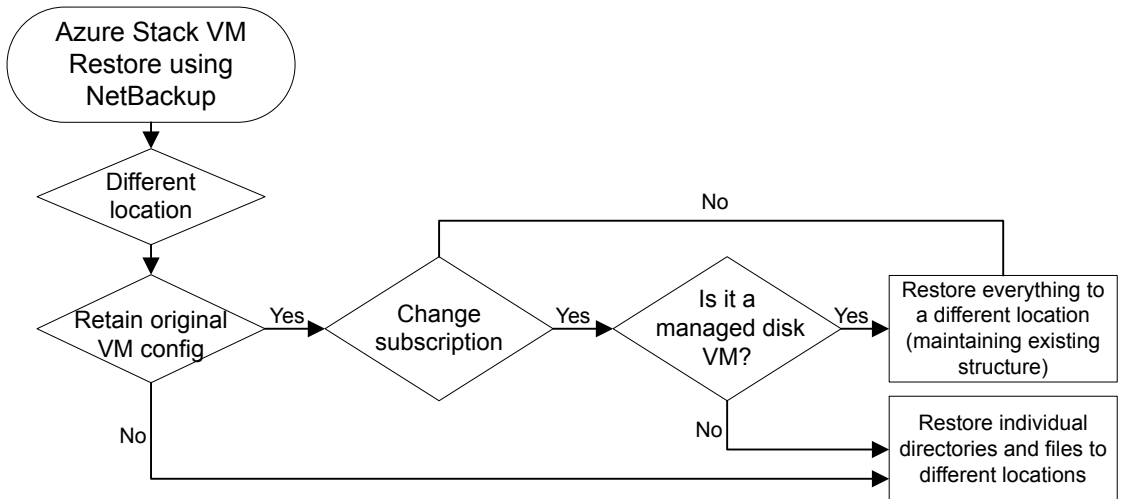 Azure Stack VM
Restore using
NetBackup
Different
location
No
Retain original
VM config
Yes
Change
subscription
Yes
Is it a
managed disk
VM?
Yes
Restore everything to
a different location
(maintaining existing
structure)
No
No
Restore individual
directories and files to
different locations